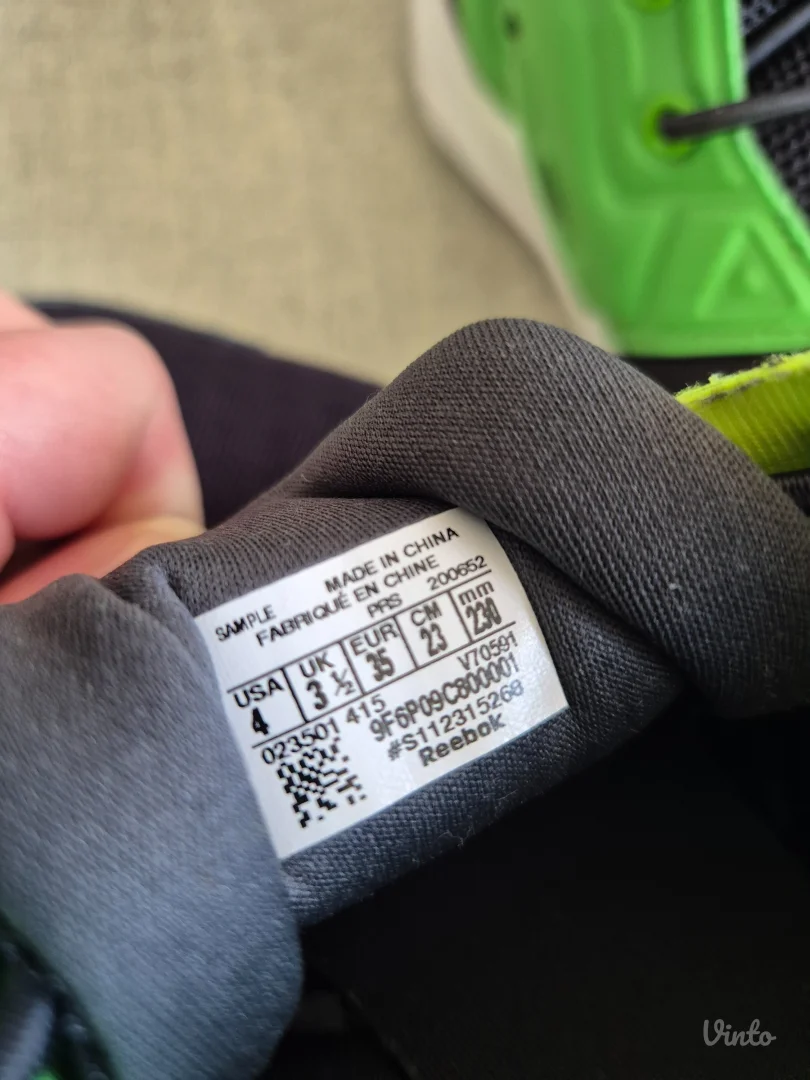 SAMPLE MADE IN CHINA
FABRIQUÉ EN CHINE
PRS 200652
USA UK EUR CM mm
4 3 ½ 35 23 230
023501 415 V70591
9F6P09C800001
#S112315268
Reebok
Vinto